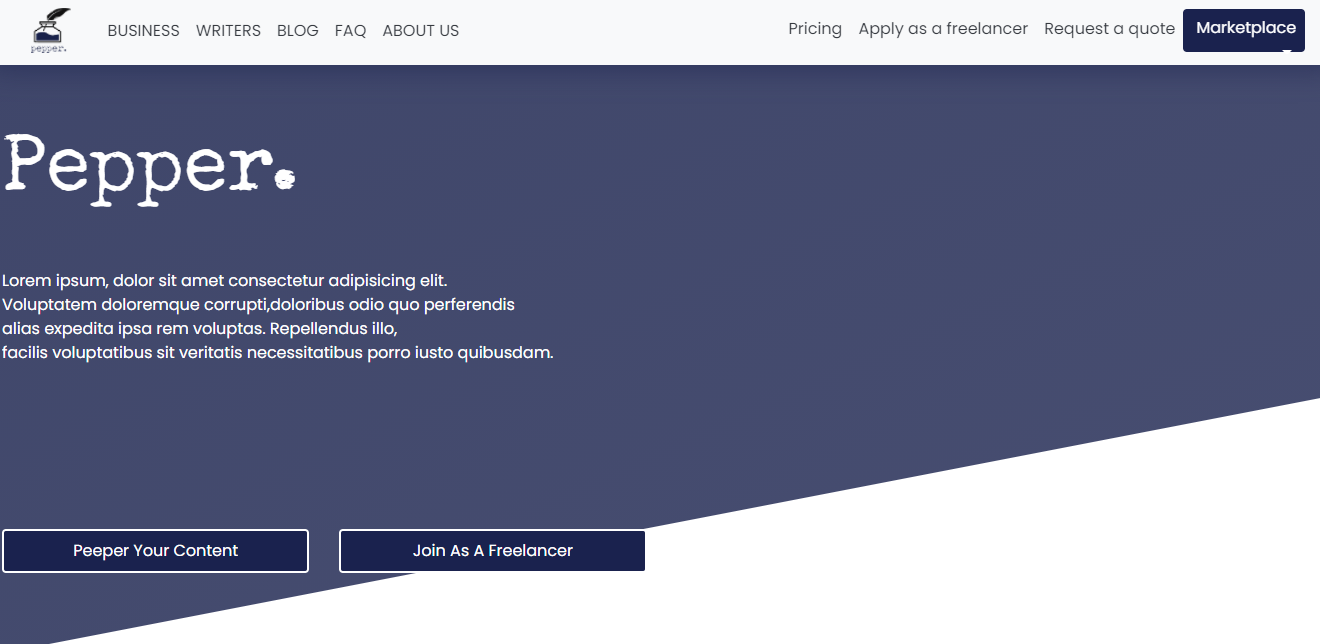 pepper.
BUSINESS WRITERS BLOG FAQ ABOUT US
Pricing Apply as a freelancer Request a quote Marketplace
Pepper.
Lorem ipsum, dolor sit amet consectetur adipisicing elit.
Voluptatem doloremque corrupti,doloribus odio quo perferendis
alias expedita ipsa rem voluptas. Repellendus illo,
facilis voluptatibus sit veritatis necessitatibus porro iusto quibusdam.
Peeper Your Content
Join As A Freelancer